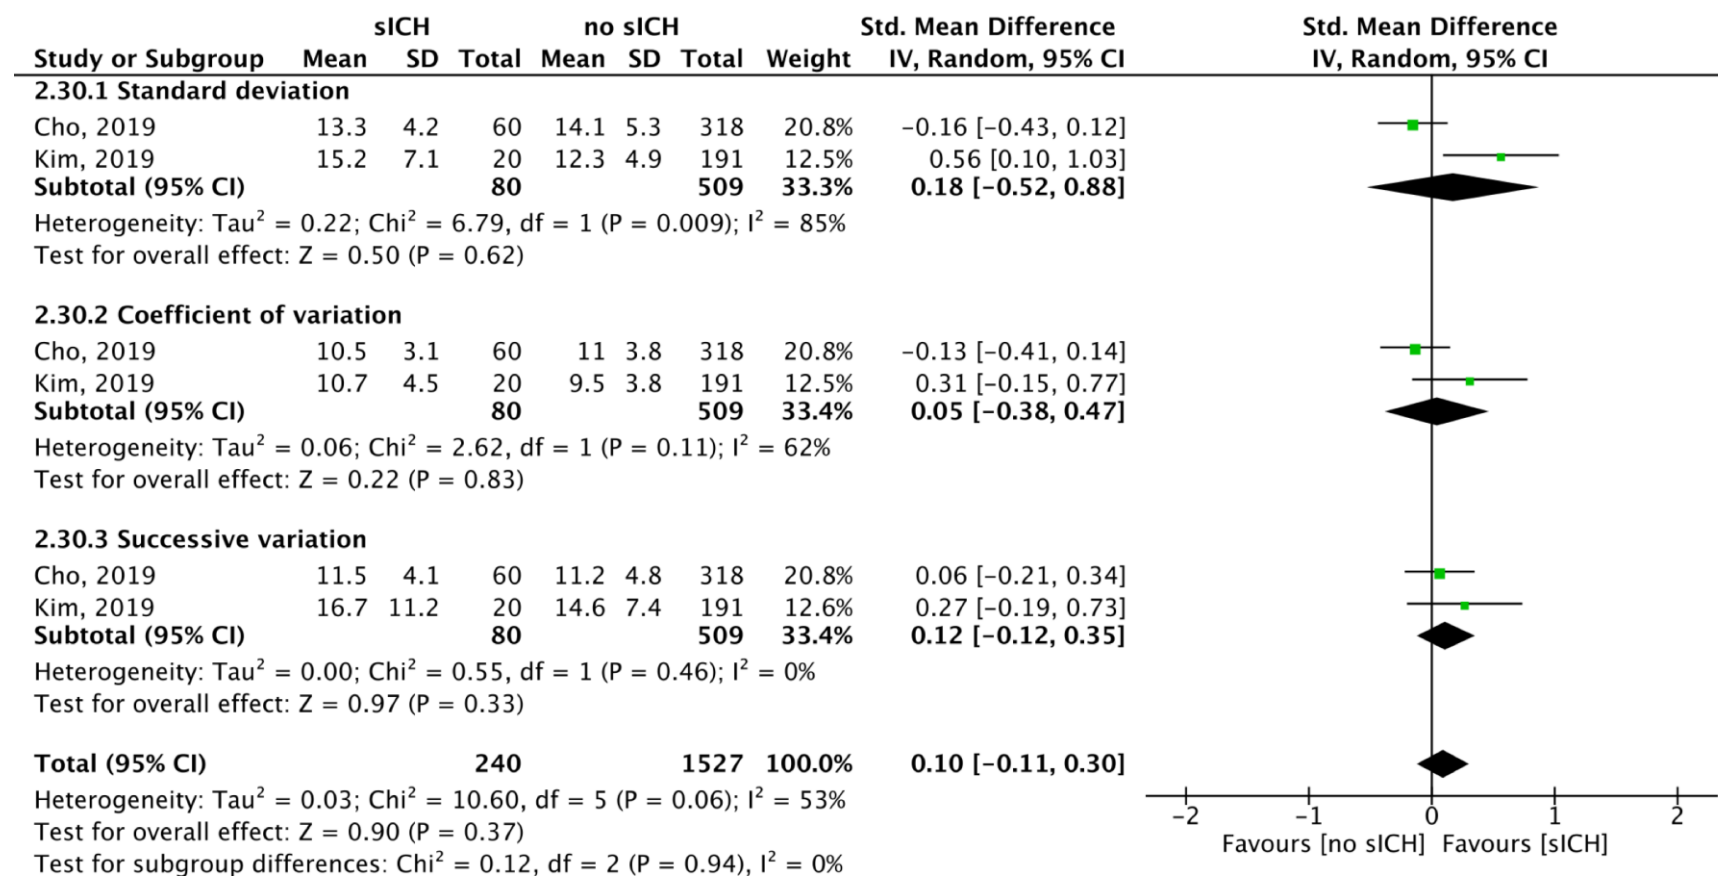 sICH no sICH Std. Mean Difference Std. Mean Difference
Study or Subgroup Mean SD Total Mean SD Total Weight IV, Random, 95% CI IV, Random, 95% CI
2.30.1 Standard deviation
Cho, 2019 13.3 4.2 60 14.1 5.3 318 20.8% −0.16 [−0.43, 0.12]
Kim, 2019 15.2 7.1 20 12.3 4.9 191 12.5% 0.56 [0.10, 1.03]
Subtotal (95% CI) 80 509 33.3% 0.18 [−0.52, 0.88]
Heterogeneity: Tau² = 0.22; Chi² = 6.79, df = 1 (P = 0.009); I² = 85%
Test for overall effect: Z = 0.50 (P = 0.62)
2.30.2 Coefficient of variation
Cho, 2019 10.5 3.1 60 11 3.8 318 20.8% −0.13 [−0.41, 0.14]
Kim, 2019 10.7 4.5 20 9.5 3.8 191 12.5% 0.31 [−0.15, 0.77]
Subtotal (95% CI) 80 509 33.4% 0.05 [−0.38, 0.47]
Heterogeneity: Tau² = 0.06; Chi² = 2.62, df = 1 (P = 0.11); I² = 62%
Test for overall effect: Z = 0.22 (P = 0.83)
2.30.3 Successive variation
Cho, 2019 11.5 4.1 60 11.2 4.8 318 20.8% 0.06 [−0.21, 0.34]
Kim, 2019 16.7 11.2 20 14.6 7.4 191 12.6% 0.27 [−0.19, 0.73]
Subtotal (95% CI) 80 509 33.4% 0.12 [−0.12, 0.35]
Heterogeneity: Tau² = 0.00; Chi² = 0.55, df = 1 (P = 0.46); I² = 0%
Test for overall effect: Z = 0.97 (P = 0.33)
Total (95% CI) 240 1527 100.0% 0.10 [−0.11, 0.30]
Heterogeneity: Tau² = 0.03; Chi² = 10.60, df = 5 (P = 0.06); I² = 53%
Test for overall effect: Z = 0.90 (P = 0.37)
Test for subgroup differences: Chi² = 0.12, df = 2 (P = 0.94), I² = 0%
−2 −1 0 1 2
Favours [no sICH] Favours [sICH]